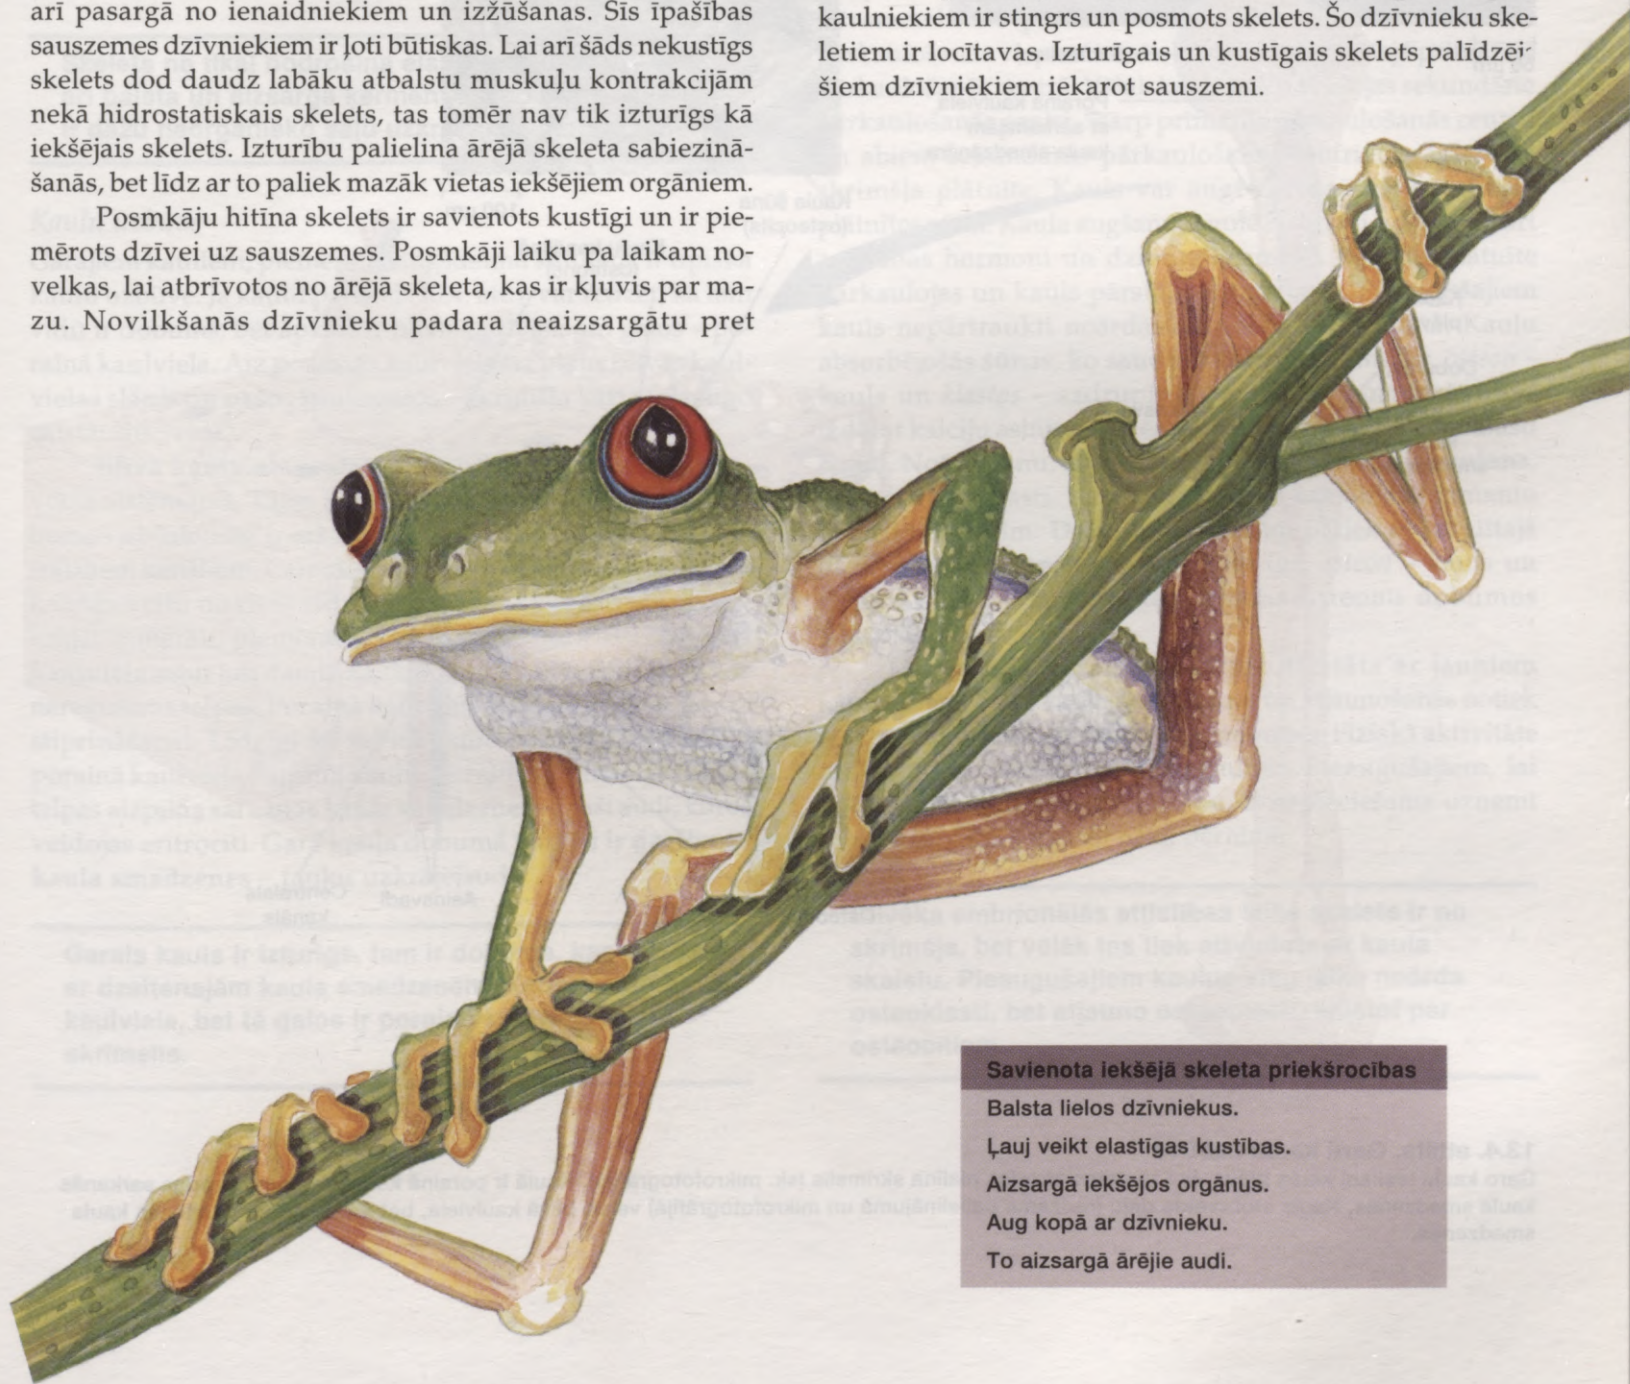 arī pasargā no ienaidniekiem un izžūšanas. Šīs īpašības
sauszemes dzīvniekiem ir ļoti būtiskas. Lai arī šāds nekustīgs
skelets dod daudz labāku atbalstu muskuļu kontrakcijām
nekā hidrostatiskais skelets, tas tomēr nav tik izturīgs kā
iekšējais skelets. Izturību palielina ārējā skeleta sabiezinā-
šanās, bet līdz ar to paliek mazāk vietas iekšējiem orgāniem.
Posmkāju hitīna skelets ir savienots kustīgi un ir pie-
mērots dzīvei uz sauszemes. Posmkāji laiku pa laikam no-
velkas, lai atbrīvotos no ārējā skeleta, kas ir kļuvis par ma-
zu. Novilkšanās dzīvnieku padara neaizsargātu pret
kaulniekiem ir stingrs un posmots skelets. Šo dzīvnieku ske-
letiem ir locītavas. Izturīgais un kustīgais skelets palīdzēj-
šiem dzīvniekiem iekarot sauszemi.
Savienota iekšējā skeleta priekšrocības
Balsta lielos dzīvniekus.
Ļauj veikt elastīgas kustības.
Aizsargā iekšējos orgānus.
Aug kopā ar dzīvnieku.
To aizsargā ārējie audi.